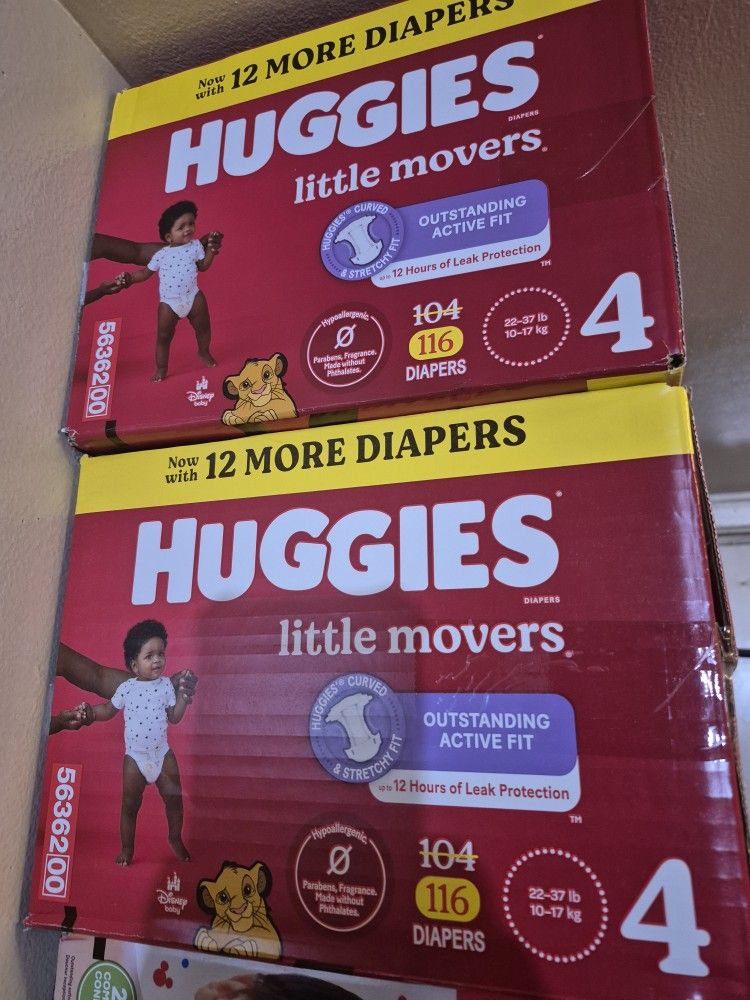 Now with 12 MORE DIAPERS
HUGGIES®
DIAPERS
little movers®
HUGGIES® CURVED & STRETCHY FIT
OUTSTANDING
ACTIVE FIT
up to 12 Hours of Leak Protection
TM
Hypoallergenic
Parabens, Fragrance.
Made without
Phthalates.
104
116
DIAPERS
22-37 lb
10-17 kg
4
5636200
Disney
baby
Now with 12 MORE DIAPERS
HUGGIES®
DIAPERS
little movers®
HUGGIES® CURVED & STRETCHY FIT
OUTSTANDING
ACTIVE FIT
up to 12 Hours of Leak Protection
TM
Hypoallergenic.
Parabens, Fragrance.
Made without
Phthalates.
104
116
DIAPERS
22-37 lb
10-17 kg
4
5636200
Disney
baby